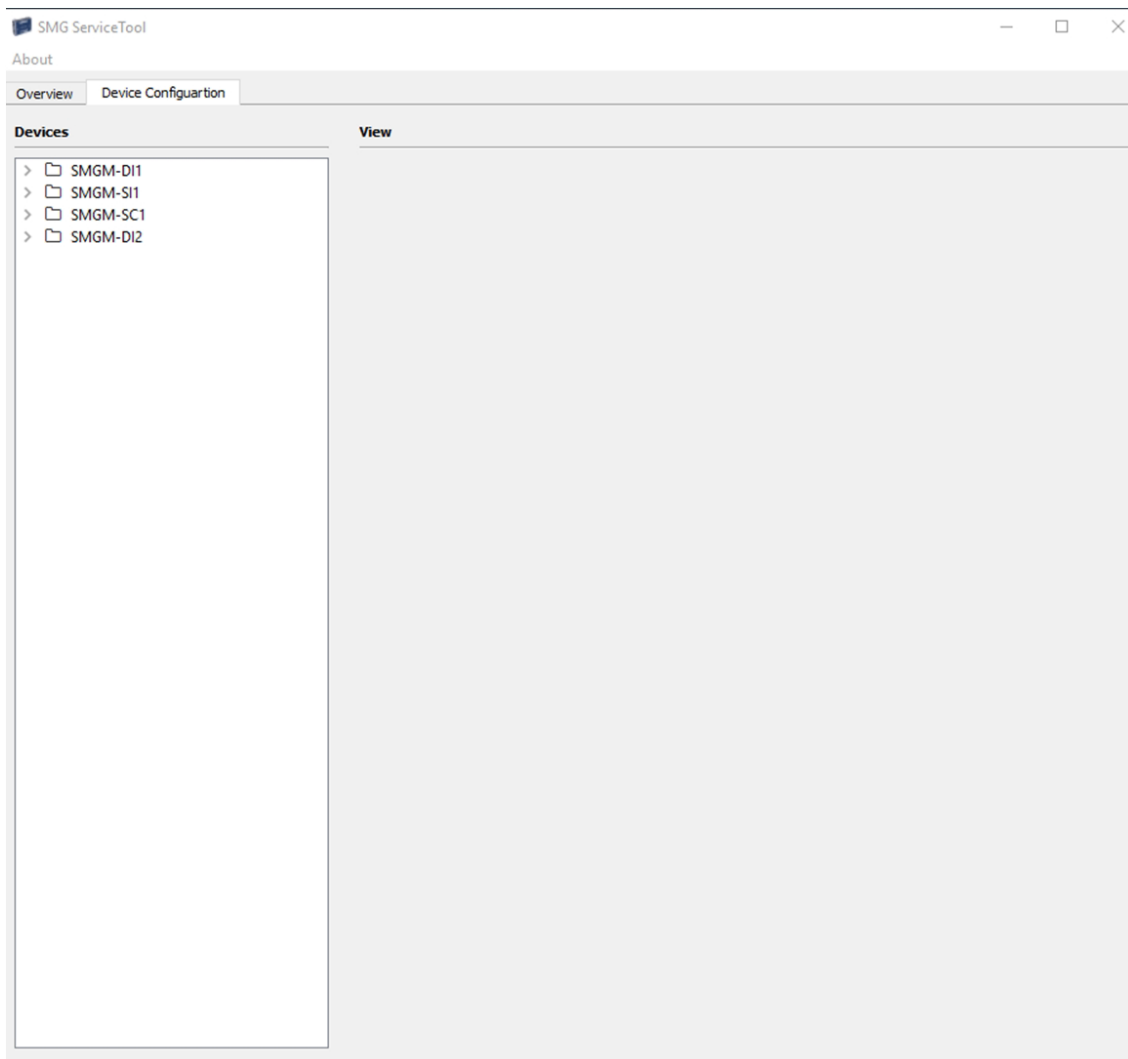 SMG ServiceTool
About
Overview Device Configuartion
Devices View
SMGM-DI1
SMGM-SI1
SMGM-SC1
SMGM-DI2